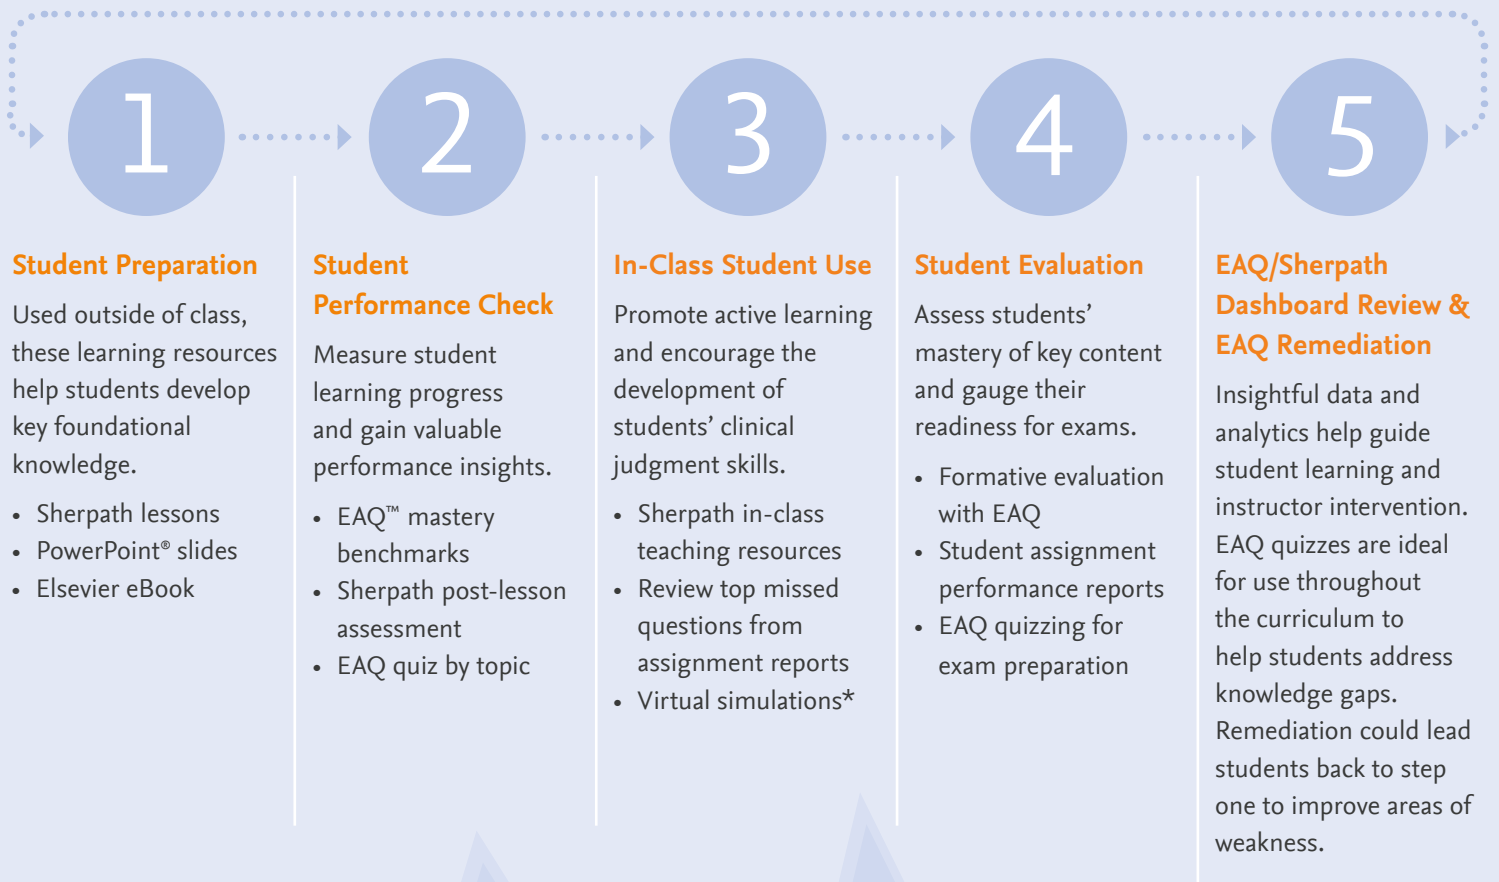 1
2
3
4
5
Student Preparation
Used outside of class,
these learning resources
help students develop
key foundational
knowledge.
• Sherpath lessons
• PowerPoint® slides
• Elsevier eBook
Student
Performance Check
Measure student
learning progress
and gain valuable
performance insights.
• EAQ™ mastery
benchmarks
• Sherpath post-lesson
assessment
• EAQ quiz by topic
In-Class Student Use
Promote active learning
and encourage the
development of
students’ clinical
judgment skills.
• Sherpath in-class
teaching resources
• Review top missed
questions from
assignment reports
• Virtual simulations*
Student Evaluation
Assess students’
mastery of key content
and gauge their
readiness for exams.
• Formative evaluation
with EAQ
• Student assignment
performance reports
• EAQ quizzing for
exam preparation
EAQ/Sherpath
Dashboard Review &
EAQ Remediation
Insightful data and
analytics help guide
student learning and
instructor intervention.
EAQ quizzes are ideal
for use throughout
the curriculum to
help students address
knowledge gaps.
Remediation could lead
students back to step
one to improve areas of
weakness.